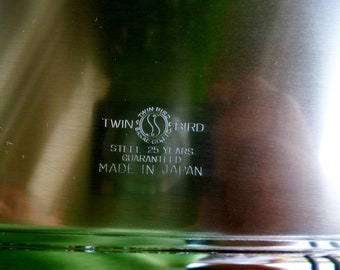 TWIN BIRD
STEEL 25 YEARS
GUARANTEED
MADE IN JAPAN